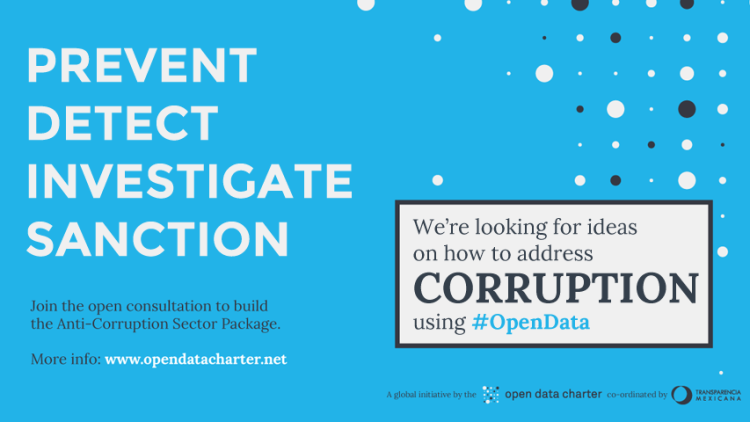 PREVENT
DETECT
INVESTIGATE
SANCTION
Join the open consultation to build
the Anti-Corruption Sector Package.
More info: www.opendatacharter.net
We’re looking for ideas
on how to address
CORRUPTION
using #OpenData
A global initiative by the open data charter co-ordinated by TRANSPARENCIA
MEXICANA